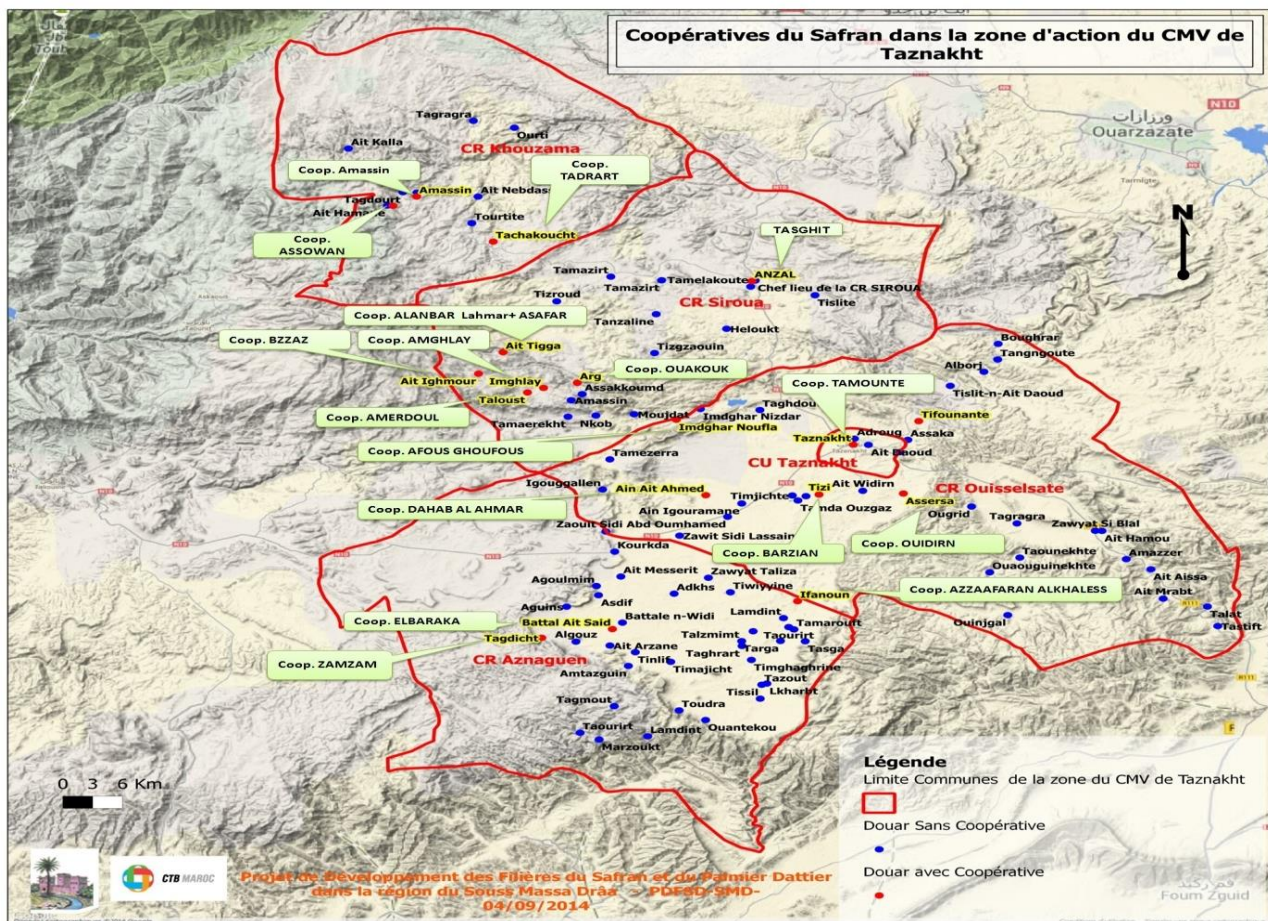 Coopératives du Safran dans la zone d'action du CMV de
Taznakht
N10
ورزازات
Ouarzazate
Tarmigte
N
Tagragra
Ourti
Ait Kalla
CR Khouzama
Coop.
TADRART
Coop. Amassin
Amassin
Ait Nebdas
Tagdourt
Ait Hamane
Tourtite
Coop.
ASSOWAN
Tachakoucht
TASGHIT
Tamazirt
Tamazirt
Tamelakoute
ANZAL
Chef lieu de la CR SIROUA
CR Siroua
Tislite
Tizroud
Coop. ALANBAR Lahmar+ ASAFAR
Tanzaline
Heloukt
Coop. BZZAZ
Coop. AMGHLAY
Ait Tigga
Tizgzaouin
Boughrar
Tangngoute
Alborj
Tislit-n-Ait Daoud
Coop. OUAKOUK
Coop. TAMOUNTE
Ait Ighmour
Imghlay
Arg
Assakkoumd
Taloust
Amassin
Coop. AMERDOUL
Tamaerekht
Nkob
Moujdat
Imdghar Nizdar
Imdghar Noufla
Taghdou
Tifounante
Taznakht
Adroug
Assaka
Ait Daoud
Coop. AFOUS GHOUFOUS
Tamezerra
CU Taznakht
Igouggallen
Ain Ait Ahmed
Timjichte
Tizi
Ait Widirn
Assersa
CR Ouisselsate
Coop. DAHAB AL AHMAR
Ain Igouramane
Tamda Ouzgaz
Ougrid
Tagragra
Zawyat Si Blal
Zaouit Sidi Abd Oumhamed
Zawit Sidi Lassain
Ait Hamou
Kourkda
Coop. BARZIAN
Coop. OUIDIRN
Taounekhte
Amazzer
Ouaouguinekhte
Ait Aissa
Ait Messerit
Zawyat Taliza
Agoulmim
Adkhs
Tiwiyyine
Coop. AZZAAFARAN ALKHALESS
Ait Mrabt
Asdif
Ifanoun
Aguins
Talat
R111
Coop. ELBARAKA
Battale n-Widi
Lamdint
Tamarouft
Ouinjgal
Tastift
Battal Ait Said
Tagdicht
Algouz
Talzmimt
Taourirt
Ait Arzane
Taghrart
Targa
Tasga
Coop. ZAMZAM
CR Aznaguen
Tinlif
Timajicht
Timghaghrine
Amtazguin
Tazout
Tissil
Lkharbt
R111
Tagmout
Toudra
Ouantekou
Taourirt
Lamdint
Marzoukt
Légende
Limite Communes de la zone du CMV de Taznakht
Douar Sans Coopérative
Douar avec Coopérative
0 3 6 Km
CTB MAROC
Projet de Développement des Filières du Safran et du Palmier Dattier
dans la région du Souss Massa Drâa - PDFSD-SMD-
04/09/2014
فم زكيد
Foum Zguid